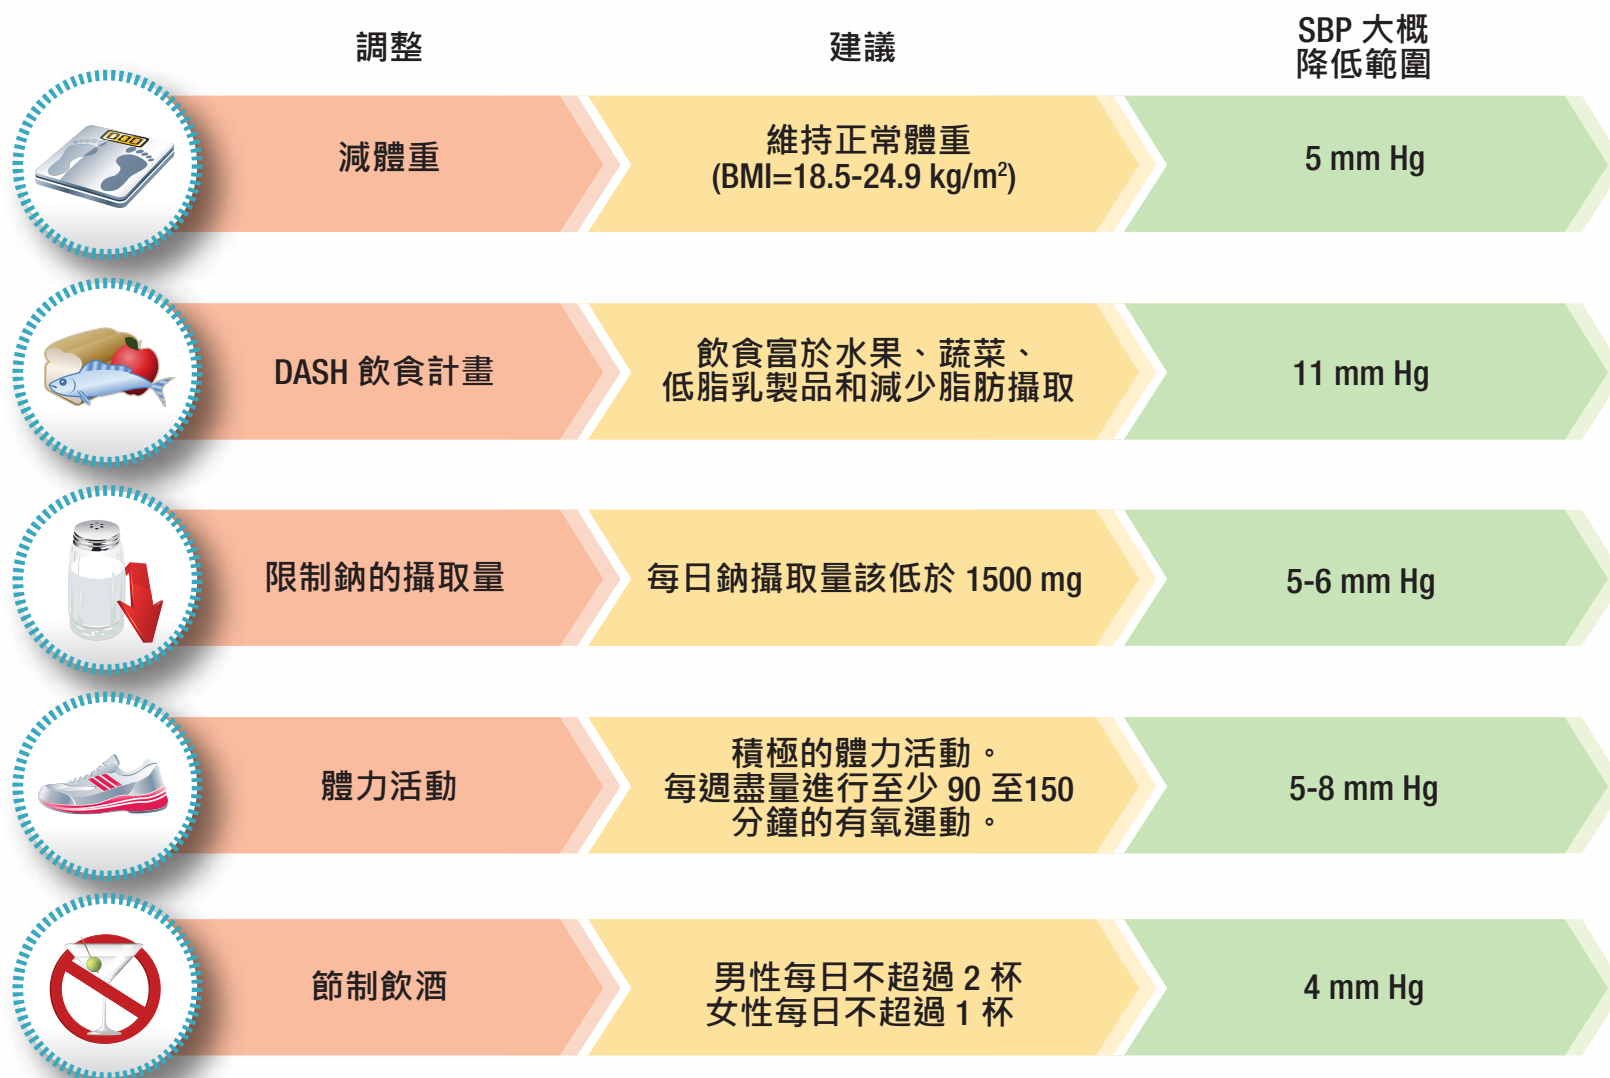 調整
建議
SBP 大概
降低範圍
減體重
維持正常體重
(BMI=18.5-24.9 kg/m²)
5 mm Hg
DASH 飲食計畫
飲食富於水果、蔬菜、
低脂乳製品和減少脂肪攝取
11 mm Hg
限制鈉的攝取量
每日鈉攝取量該低於 1500 mg
5-6 mm Hg
體力活動
積極的體力活動。
每週盡量進行至少 90 至150
分鐘的有氧運動。
5-8 mm Hg
節制飲酒
男性每日不超過 2 杯
女性每日不超過 1 杯
4 mm Hg